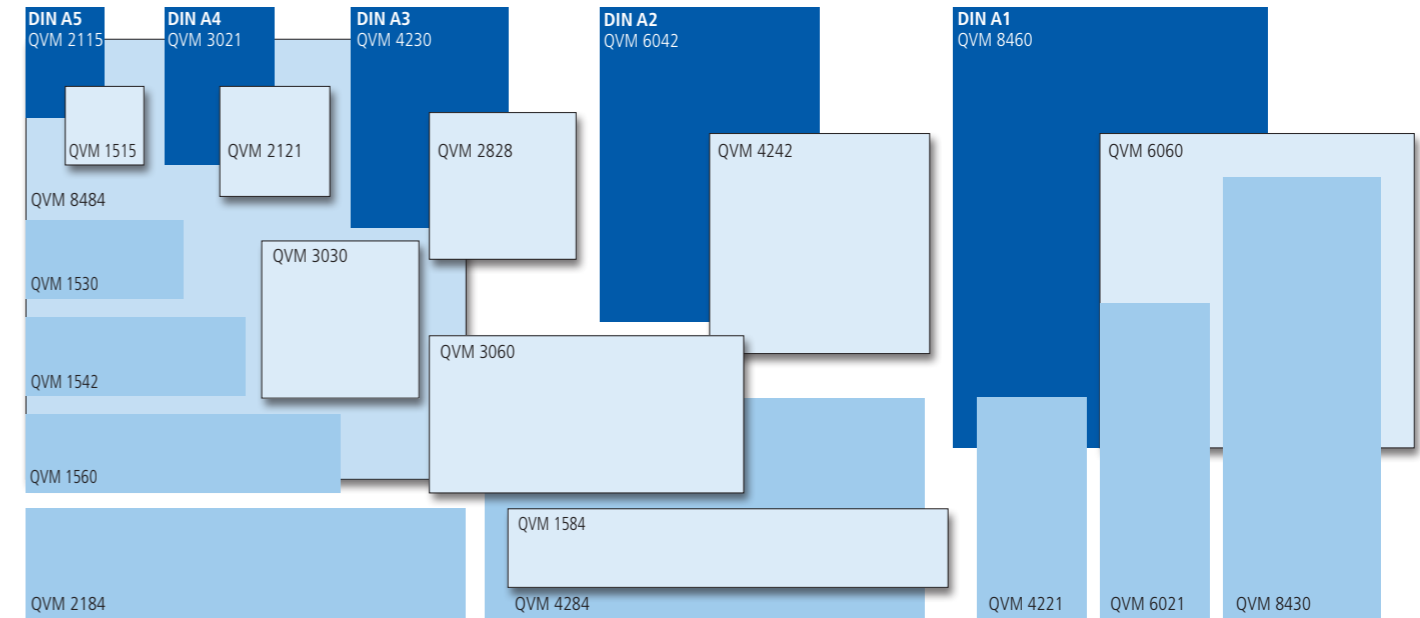 DIN A5
QVM 2115
DIN A4
QVM 3021
DIN A3
QVM 4230
DIN A2
QVM 6042
DIN A1
QVM 8460
QVM 1515
QVM 2121
QVM 2828
QVM 4242
QVM 6060
QVM 8484
QVM 3030
QVM 1530
QVM 3060
QVM 1542
QVM 1560
QVM 1584
QVM 2184
QVM 4284
QVM 4221
QVM 6021
QVM 8430